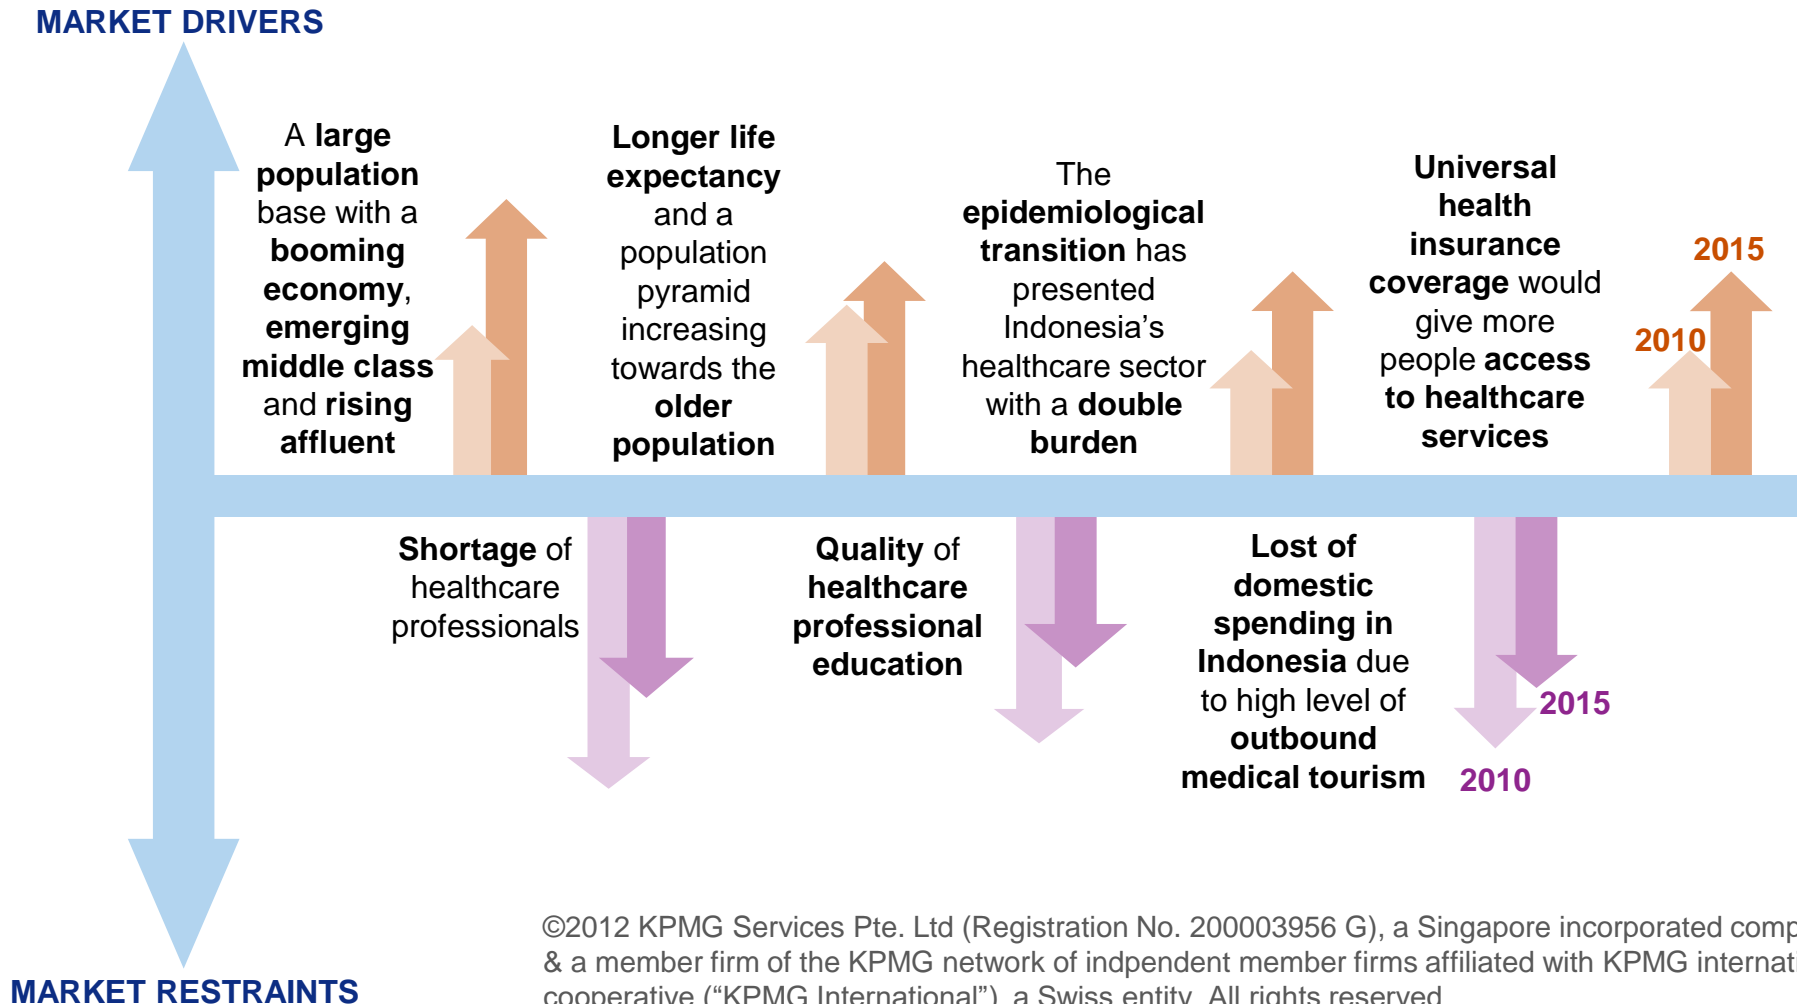 MARKET DRIVERS
A large
population
base with a
booming
economy,
emerging
middle class
and rising
affluent
Longer life
expectancy
and a
population
pyramid
increasing
towards the
older
population
The
epidemiological
transition has
presented
Indonesia’s
healthcare sector
with a double
burden
Universal
health
insurance
coverage would
give more
people access
to healthcare
services
2015
2010
Shortage of
healthcare
professionals
Quality of
healthcare
professional
education
Lost of
domestic
spending in
Indonesia due
to high level of
outbound
medical tourism
2015
2010
MARKET RESTRAINTS
©2012 KPMG Services Pte. Ltd (Registration No. 200003956 G), a Singapore incorporated comp
& a member firm of the KPMG network of indpendent member firms affiliated with KPMG internati
cooperative (“KPMG International”), a Swiss entity. All rights reserved